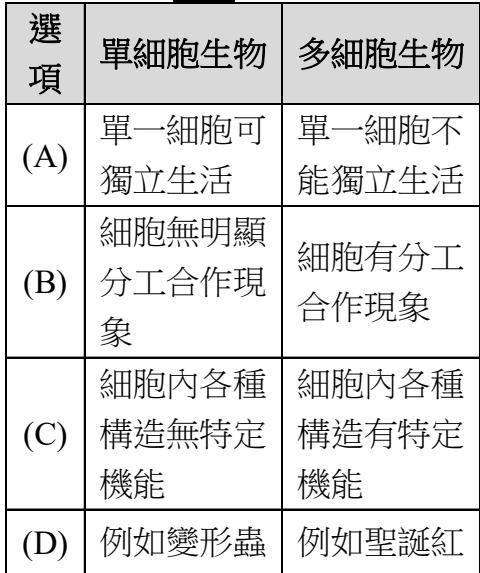 選項 單細胞生物 多細胞生物
(A) 單一細胞可獨立生活 單一細胞不能獨立生活
(B) 細胞無明顯分工合作現象 細胞有分工合作現象
(C) 細胞內各種構造無特定機能 細胞內各種構造有特定機能
(D) 例如變形蟲 例如聖誕紅